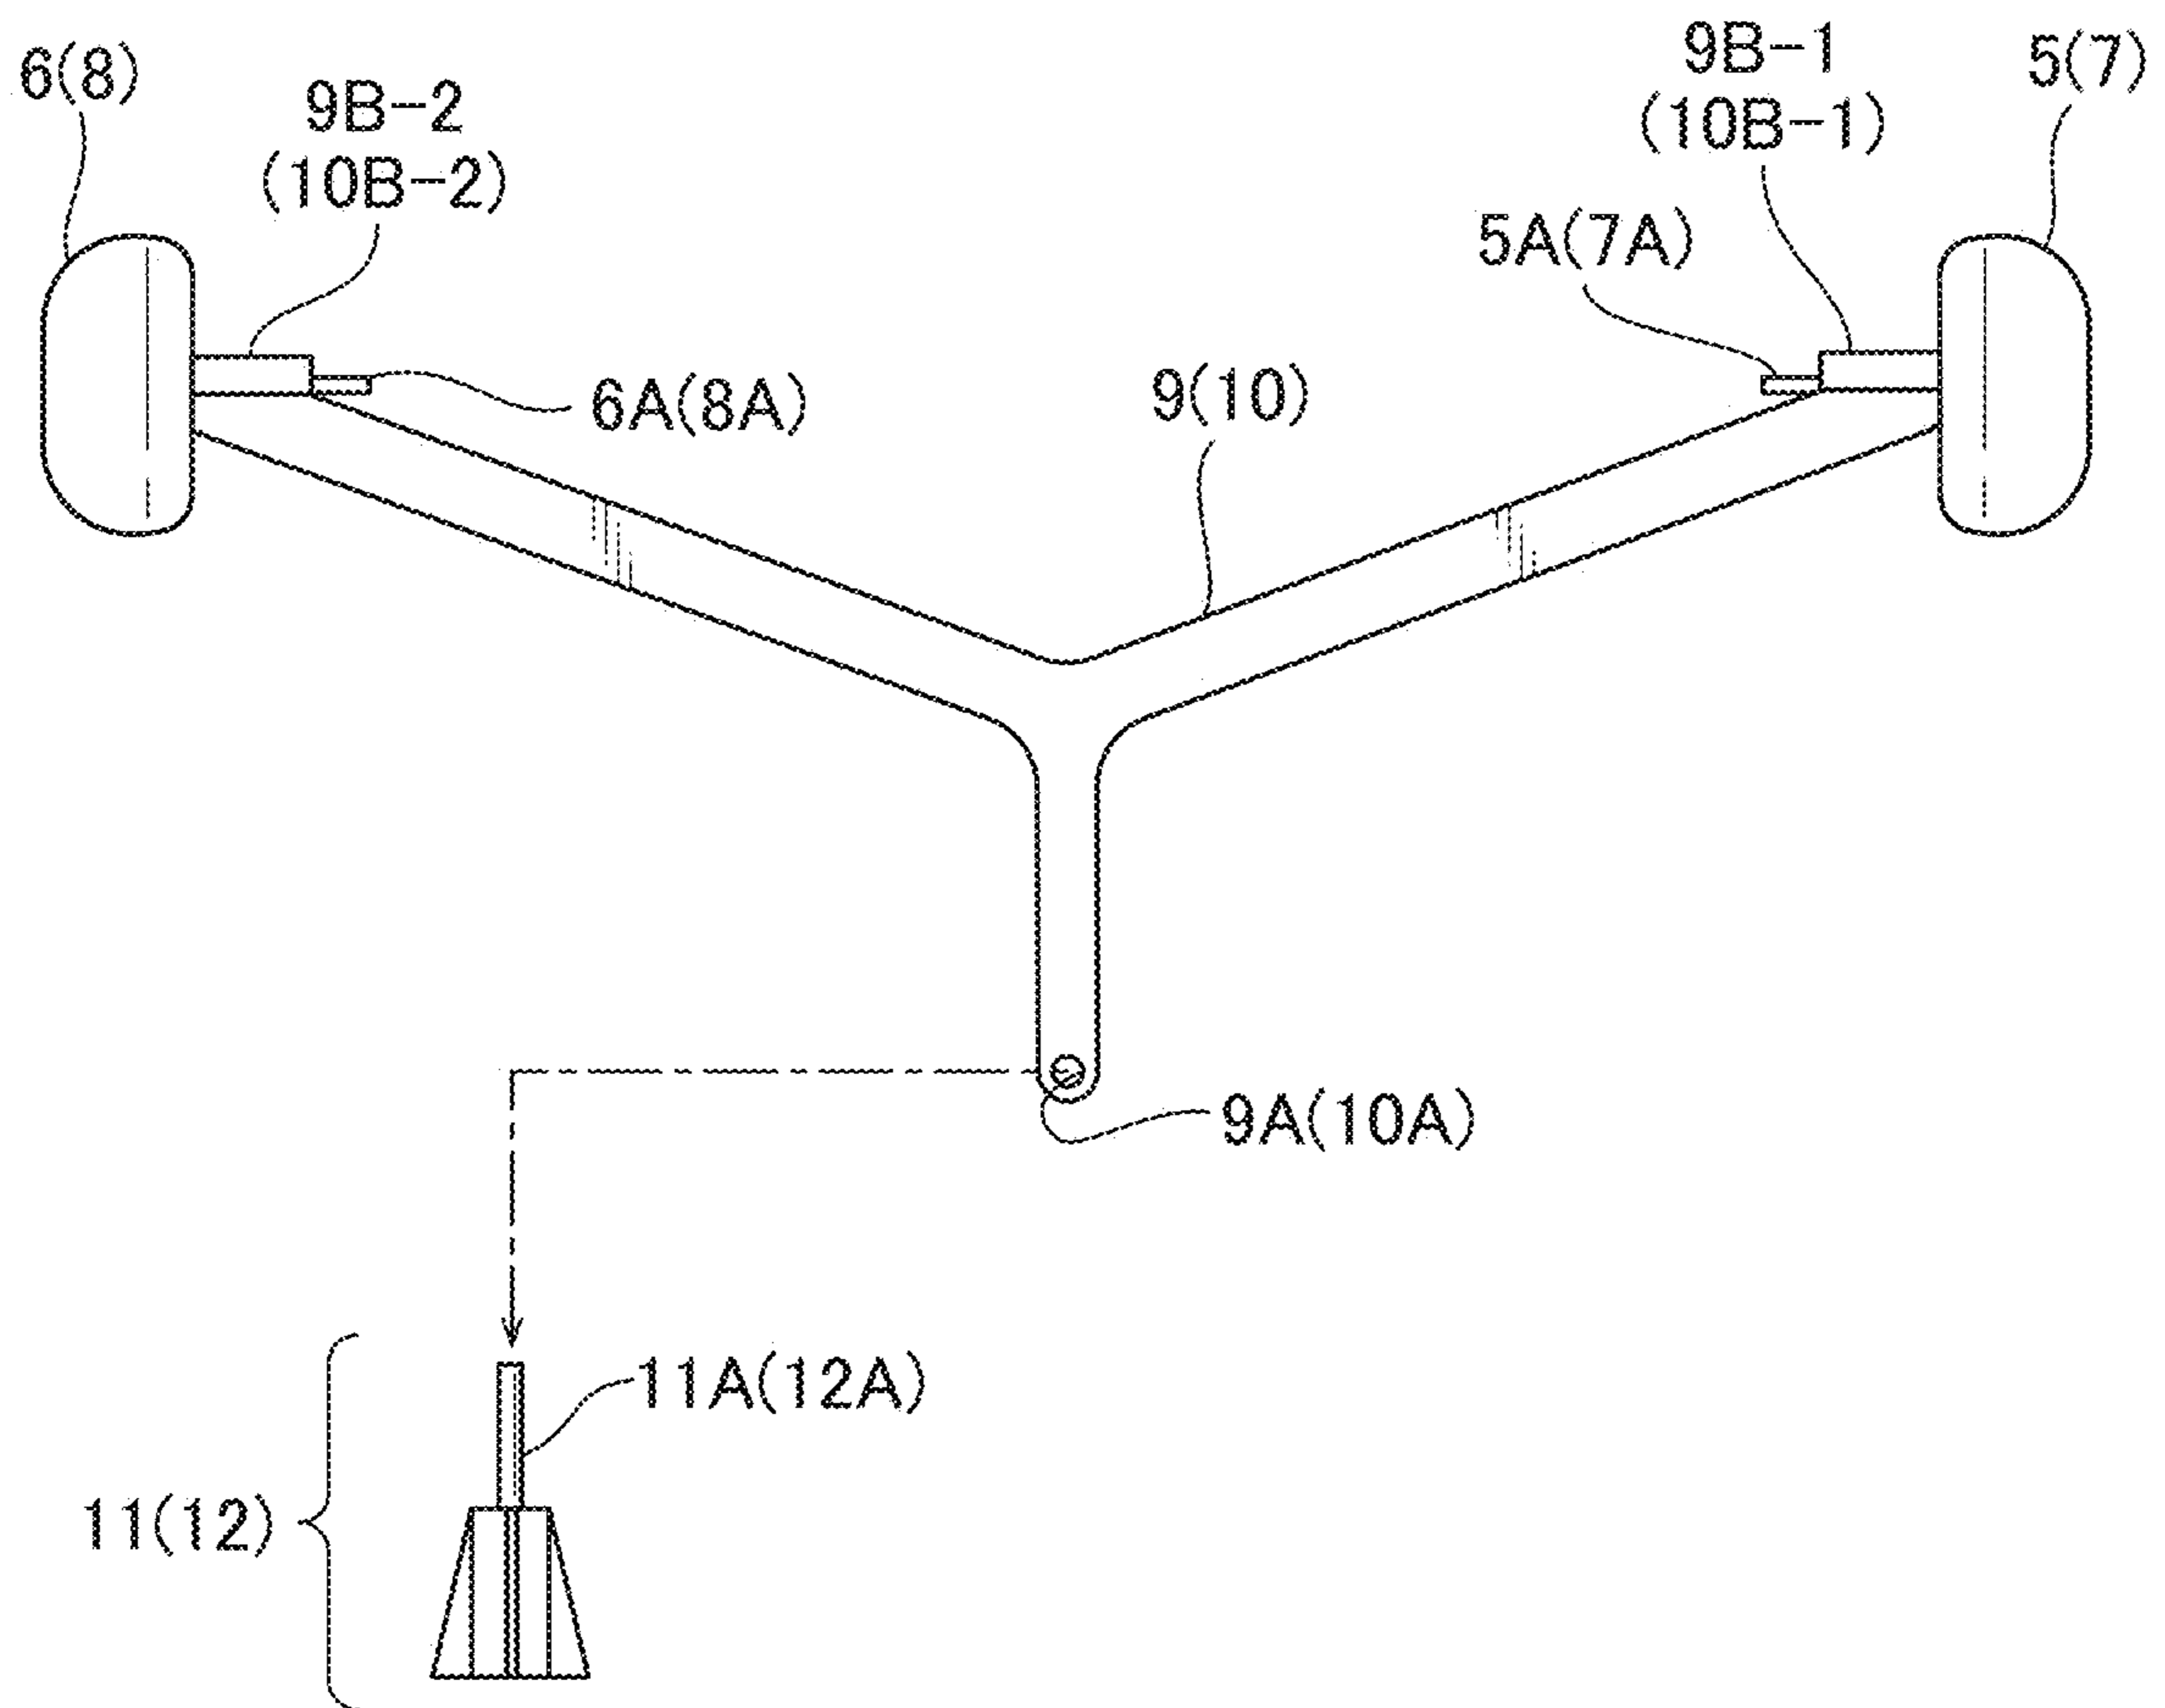 6(8)
9B-2
(10B-2)
9B-1
(10B-1)
5(7)
5A(7A)
6A(8A)
9(10)
9A(10A)
11A(12A)
11(12)